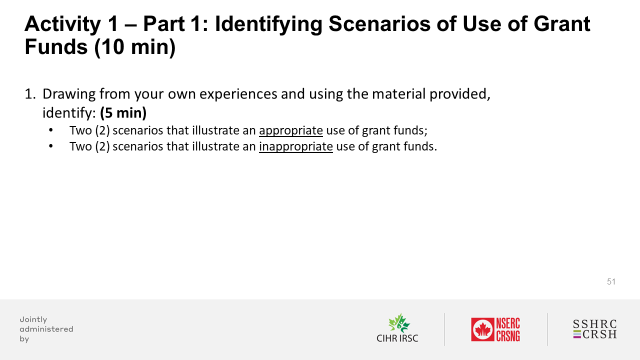 Activity 1 – Part 1: Identifying Scenarios of Use of Grant
Funds (10 min)
1. Drawing from your own experiences and using the material provided,
identify: (5 min)
• Two (2) scenarios that illustrate an appropriate use of grant funds;
• Two (2) scenarios that illustrate an inappropriate use of grant funds.
51
Jointly
administered
by
CIHR IRSC
NSERC
CRSNG
SSHRC
CRSH